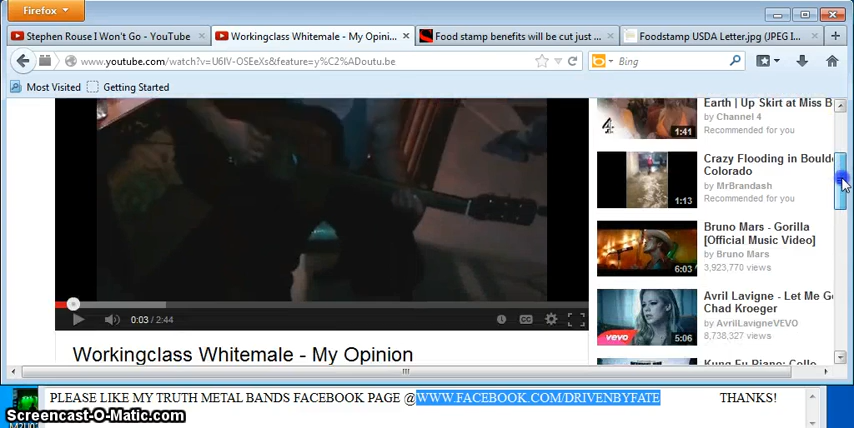 Firefox
Stephen Rouse I Won't Go - YouTube
Workingclass Whitemale - My Opini...
Food stamp benefits will be cut just ...
Foodstamp USDA Letter.jpg (JPEG I...
www.youtube.com/watch?v=U6IV-OSEeXs&feature=y%C2%ADoutu.be
Bing
Most Visited
Getting Started
Earth | Up Skirt at Miss B
by Channel 4
Recommended for you
4
1:41
Crazy Flooding in Boulde
Colorado
by MrBrandash
Recommended for you
1:13
Bruno Mars - Gorilla
[Official Music Video]
by Bruno Mars
3,923,770 views
6:03
Avril Lavigne - Let Me Go
Chad Kroeger
by AvrilLavigneVEVO
8,738,327 views
vevo
5:06
Kung Fu Piano: Cello
0:03 / 2:44
CC
Workingclass Whitemale - My Opinion
PLEASE LIKE MY TRUTH METAL BANDS FACEBOOK PAGE @WWW.FACEBOOK.COM/DRIVENBYFATE THANKS!
Screencast-O-Matic.com